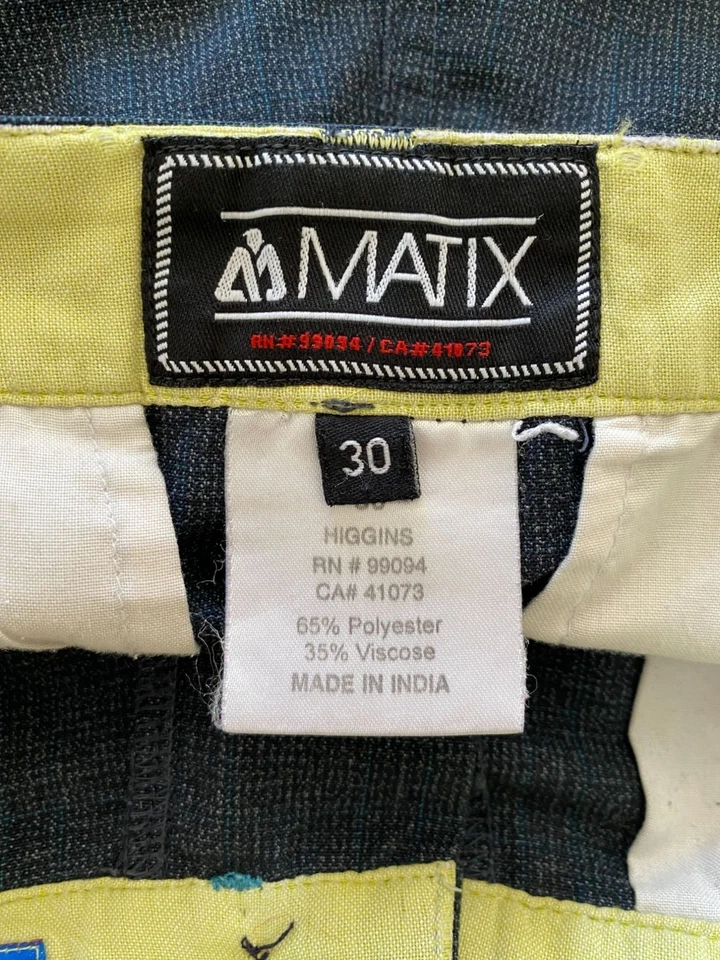 MATIX
RN#99094 / CA#41073
30
HIGGINS
RN # 99094
CA# 41073
65% Polyester
35% Viscose
MADE IN INDIA